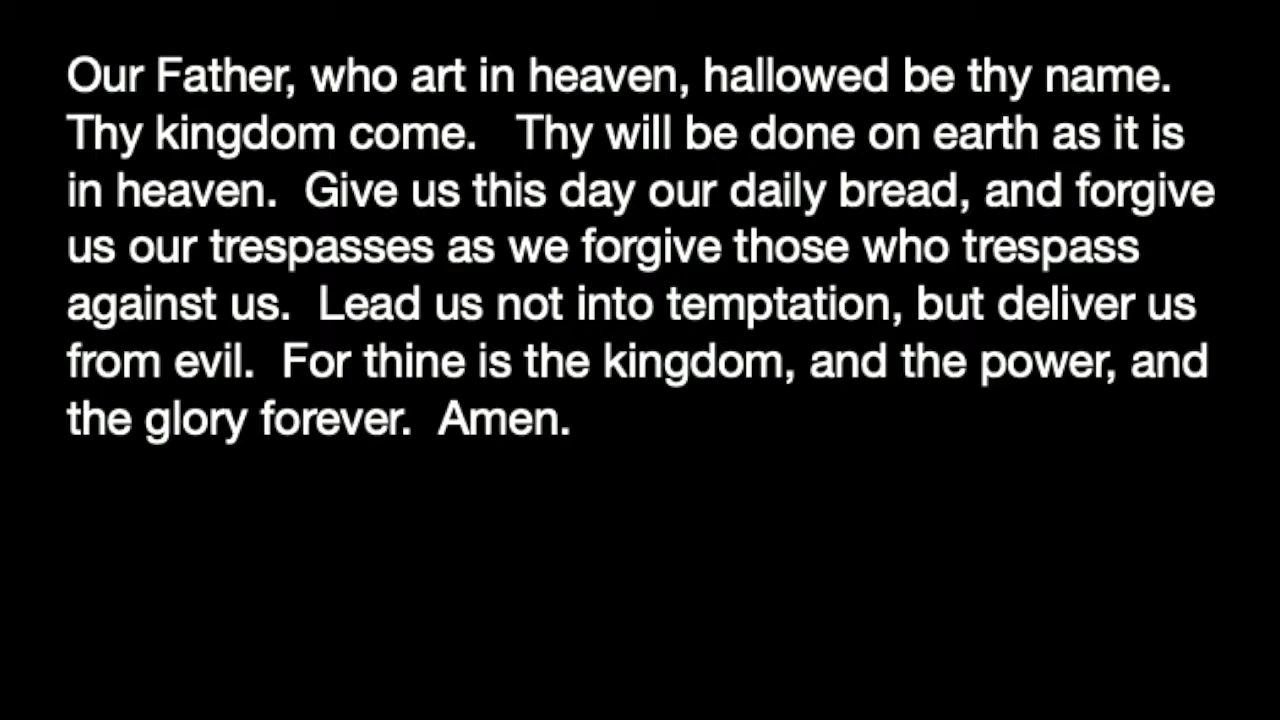 Our Father, who art in heaven, hallowed be thy name.
Thy kingdom come.   Thy will be done on earth as it is
in heaven.  Give us this day our daily bread, and forgive
us our trespasses as we forgive those who trespass
against us.  Lead us not into temptation, but deliver us
from evil.  For thine is the kingdom, and the power, and
the glory forever.  Amen.